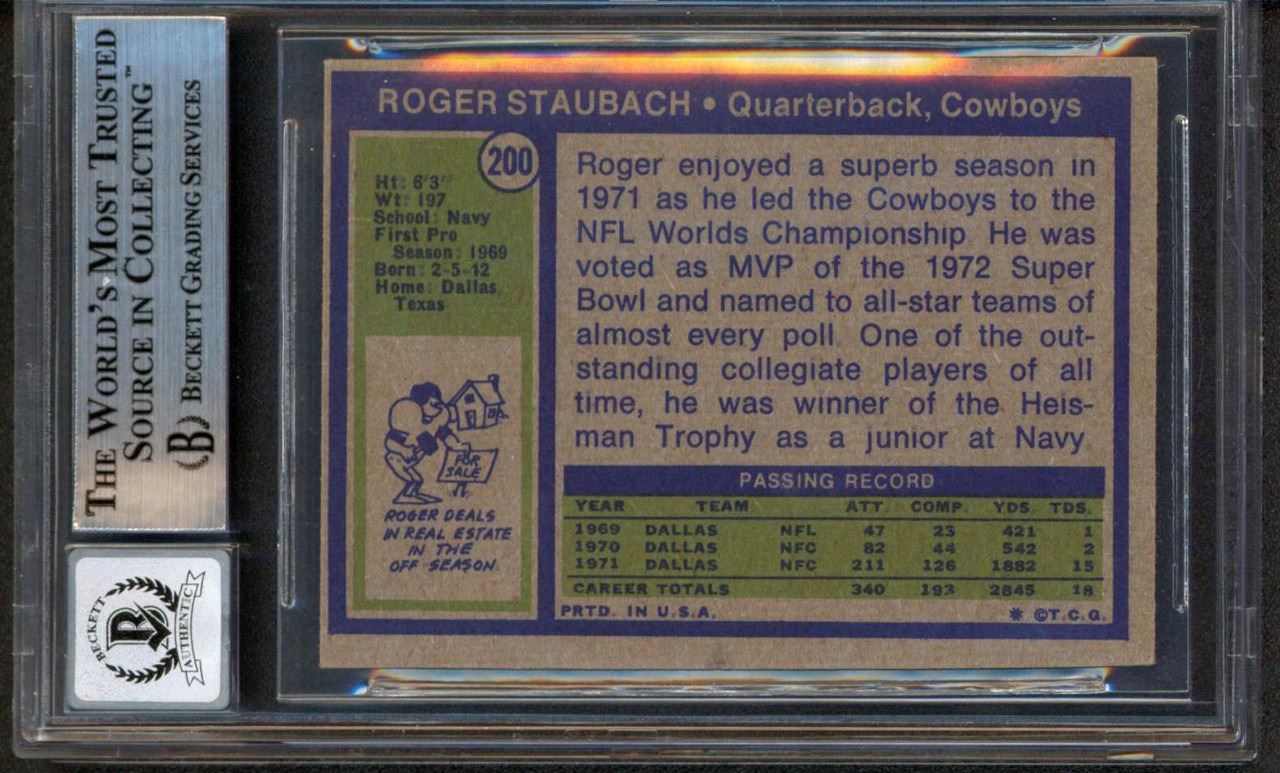 THE WORLD'S MOST TRUSTED
SOURCE IN COLLECTING™
BECKETT GRADING SERVICES
B
BECKETT
B
AUTHENTIC
ROGER STAUBACH • Quarterback, Cowboys
200
Ht: 6'3"
Wt: 197
School: Navy
First Pro
Season: 1969
Born: 2-5-42
Home: Dallas,
Texas
ROGER DEALS
IN REAL ESTATE
IN THE
OFF-SEASON.
FOR
SALE
Roger enjoyed a superb season in
1971 as he led the Cowboys to the
NFL Worlds Championship. He was
voted as MVP of the 1972 Super
Bowl and named to all-star teams of
almost every poll. One of the out-
standing collegiate players of all
time, he was winner of the Heis-
man Trophy as a junior at Navy.
PASSING RECORD
YEAR TEAM ATT. COMP. YDS. TDS.
1969 DALLAS NFL 47 23 421 1
1970 DALLAS NFC 82 44 542 2
1971 DALLAS NFC 211 126 1882 15
CAREER TOTALS 340 193 2845 18
PRTD. IN U.S.A. * ©T.C.G.